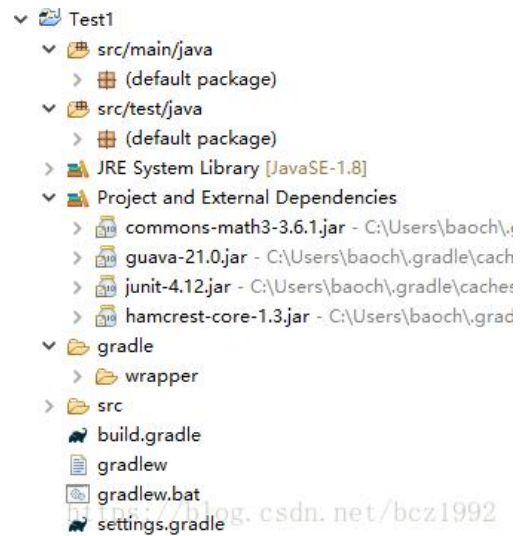 Test1
src/main/java
(default package)
src/test/java
(default package)
JRE System Library [JavaSE-1.8]
Project and External Dependencies
commons-math3-3.6.1.jar - C:\Users\baoch\.g
guava-21.0.jar - C:\Users\baoch\.gradle\cach
junit-4.12.jar - C:\Users\baoch\.gradle\caches
hamcrest-core-1.3.jar - C:\Users\baoch\.grad
gradle
wrapper
src
build.gradle
gradlew
gradlew.bat
https://blog.csdn.net/bcz1992
settings.gradle